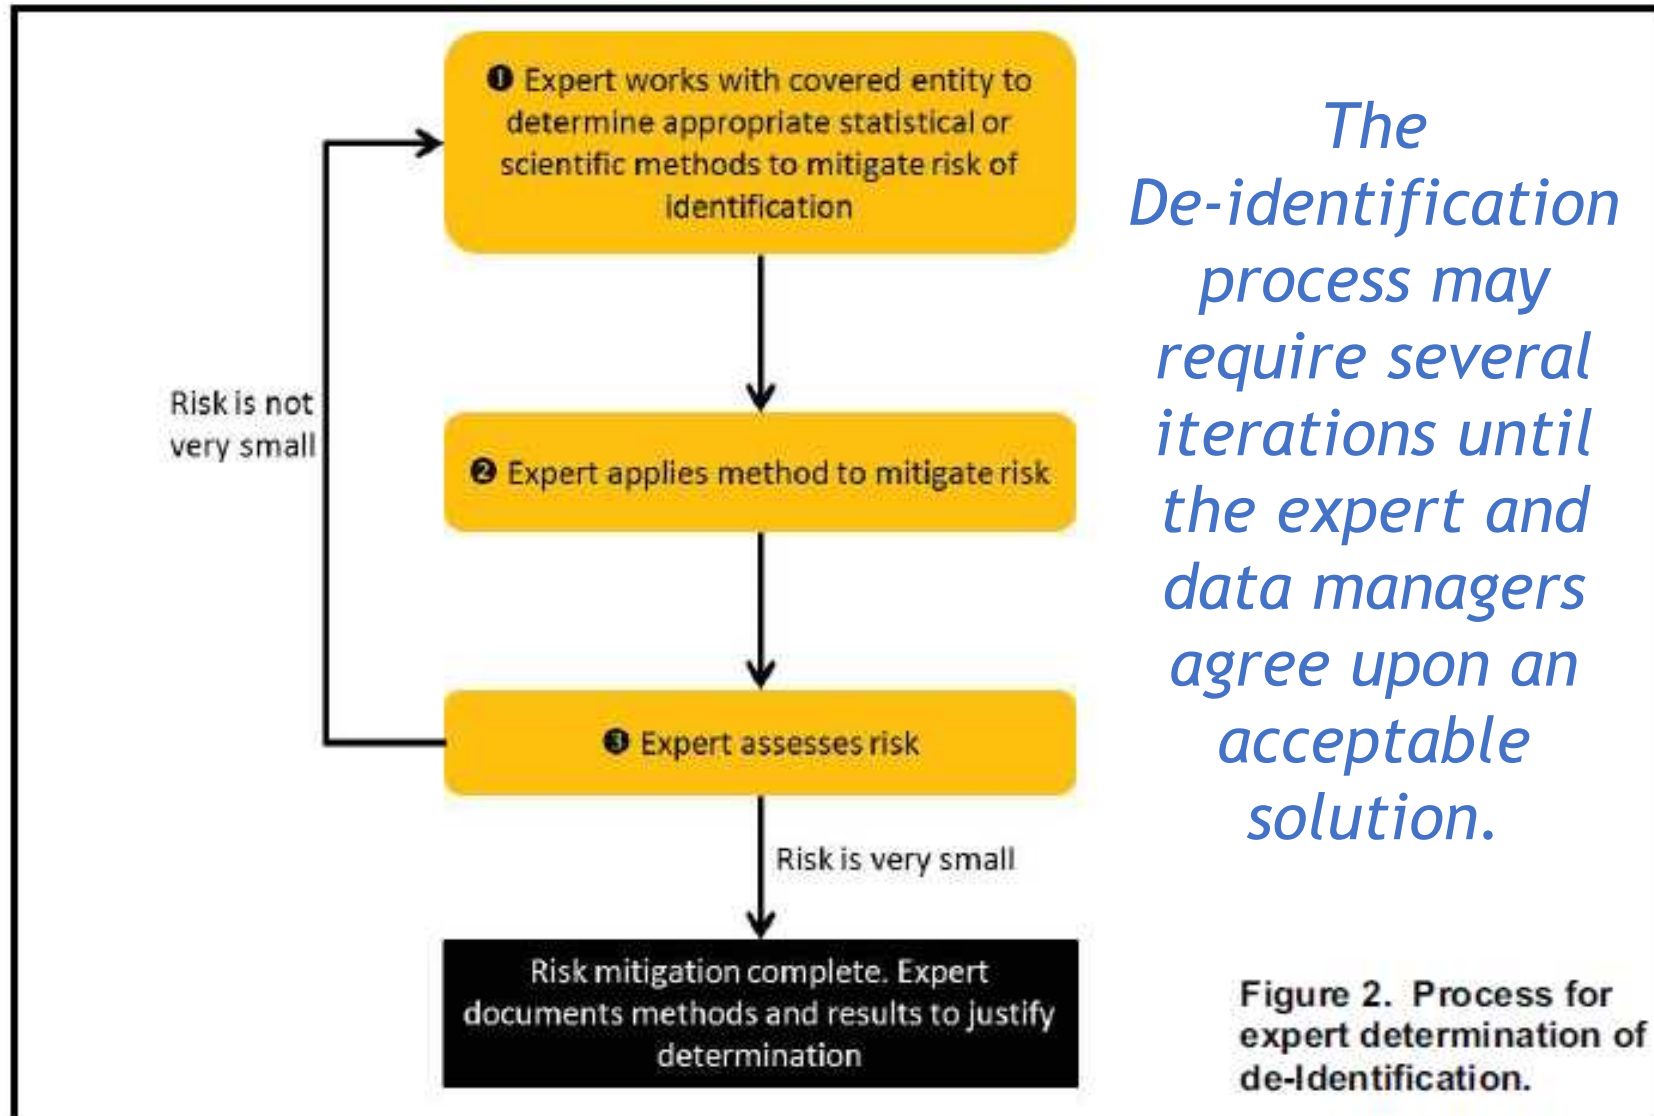 ❶ Expert works with covered entity to
determine appropriate statistical or
scientific methods to mitigate risk of
identification
Risk is not
very small
❷ Expert applies method to mitigate risk
❸ Expert assesses risk
Risk is very small
Risk mitigation complete. Expert
documents methods and results to justify
determination
The
De-identification
process may
require several
iterations until
the expert and
data managers
agree upon an
acceptable
solution.
Figure 2. Process for
expert determination of
de-Identification.